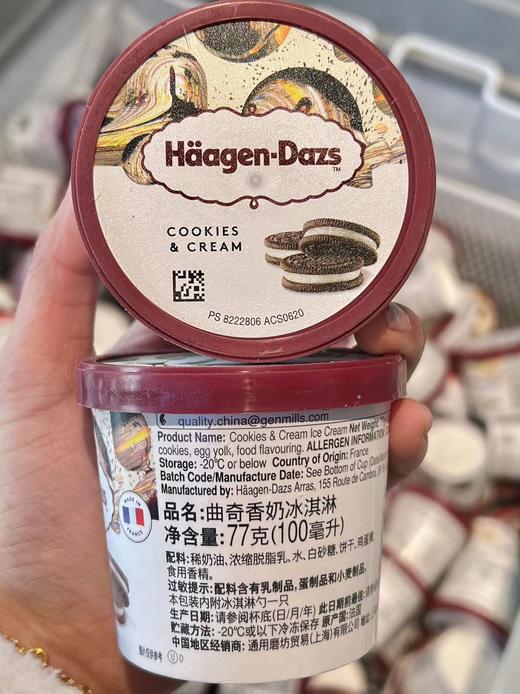 Häagen-Dazs
TM
COOKIES
& CREAM
PS 8222806 ACS0620
quality.china@genmills.com
Product Name: Cookies & Cream Ice Cream Net Weight:
cookies, egg yolk, food flavouring. ALLERGEN INFORMATION
Storage: -20°C or below Country of Origin: France
Batch Code/Manufacture Date: See Bottom of Cup
Manufactured by: Häagen-Dazs Arras, 155 Route de Cambrai,
品名:曲奇香奶冰淇淋
净含量:77克(100毫升)
配料:稀奶油、浓缩脱脂乳、水、白砂糖、饼干、鸡蛋黄、
食用香精。
过敏提示:配料含有乳制品,蛋制品和小麦制品。
本包装内附冰淇淋勺一只
生产日期:请参阅杯底(日/月/年) 此日期前最佳:
贮藏方法: -20°C或以下冷冻保存 原产国:法国
中国地区经销商: 通用磨坊贸易(上海)有限公司
图片仅供参考 U D
MADE IN
FRANCE